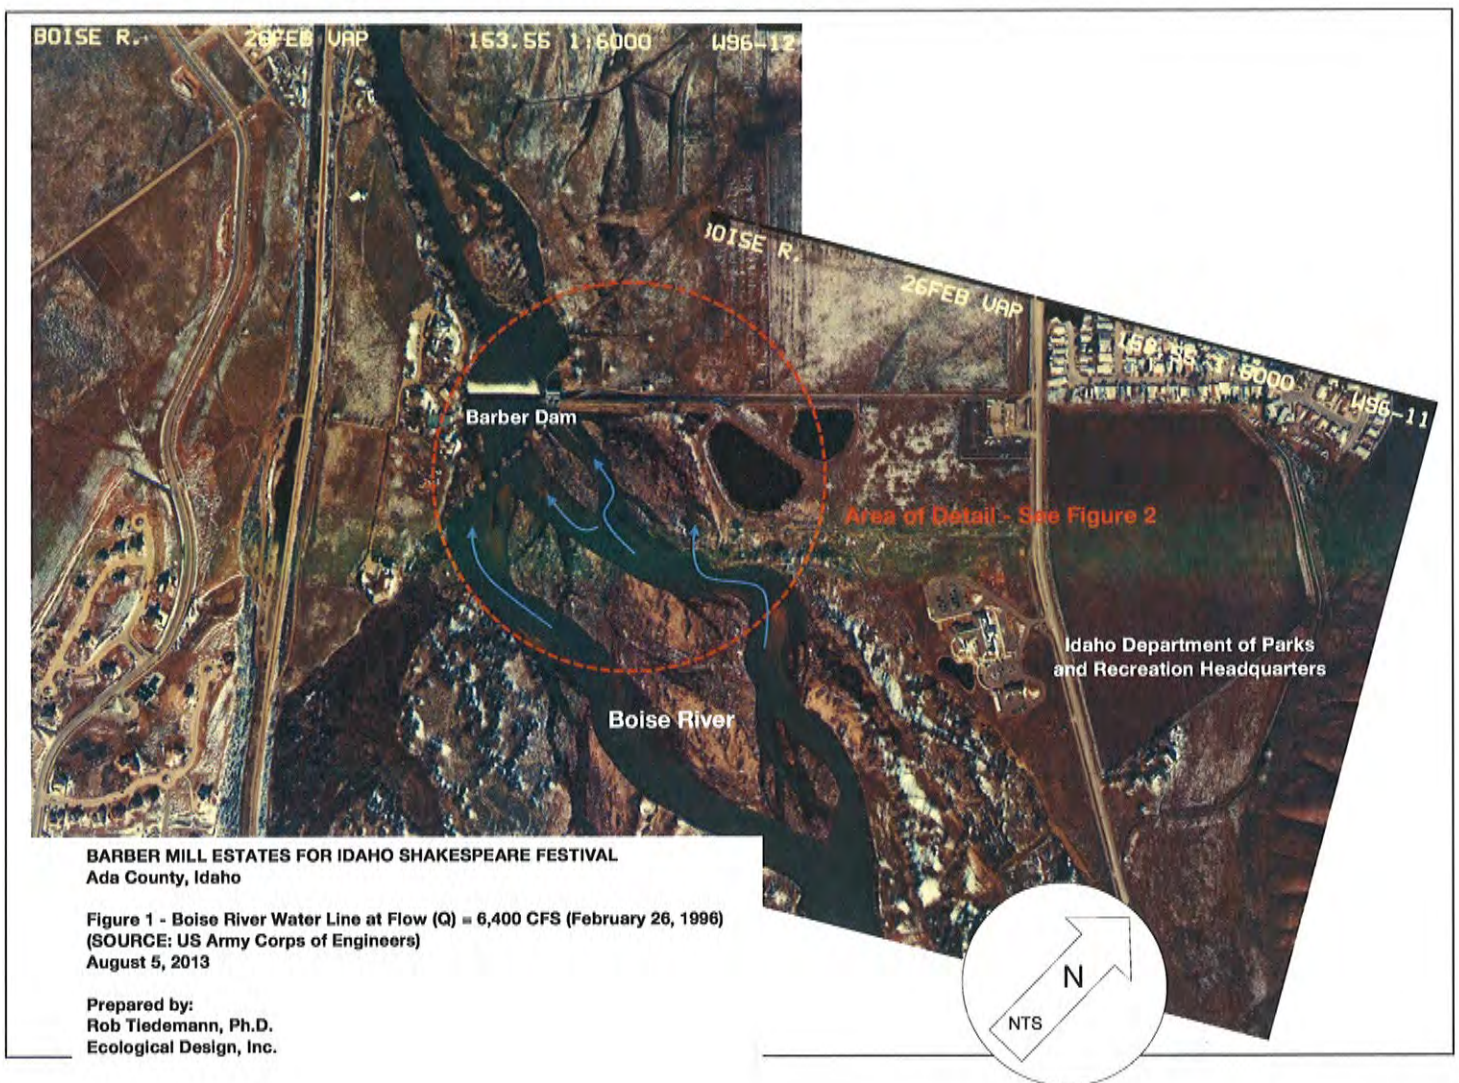 BOISE R.
26FEB VAP
163.55 1:6000
W96-12
BOISE R.
26FEB VAP
1:6000
W96-11
Barber Dam
Area of Detail - See Figure 2
Idaho Department of Parks
and Recreation Headquarters
Boise River
BARBER MILL ESTATES FOR IDAHO SHAKESPEARE FESTIVAL
Ada County, Idaho
Figure 1 - Boise River Water Line at Flow (Q) = 6,400 CFS (February 26, 1996)
(SOURCE: US Army Corps of Engineers)
August 5, 2013
Prepared by:
Rob Tiedemann, Ph.D.
Ecological Design, Inc.
N
NTS